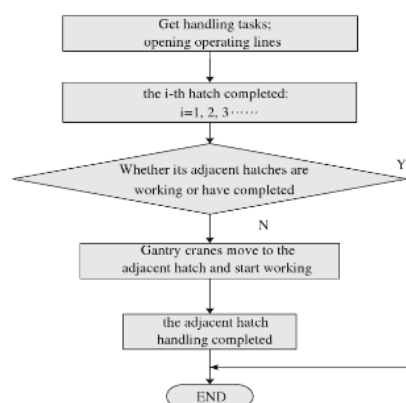 Get handling tasks;
opening operating lines
the i-th hatch completed:
i=1, 2, 3······
Whether its adjacent hatches are
working or have completed
Y
N
Gantry cranes move to the
adjacent hatch and start working
the adjacent hatch
handling completed
END